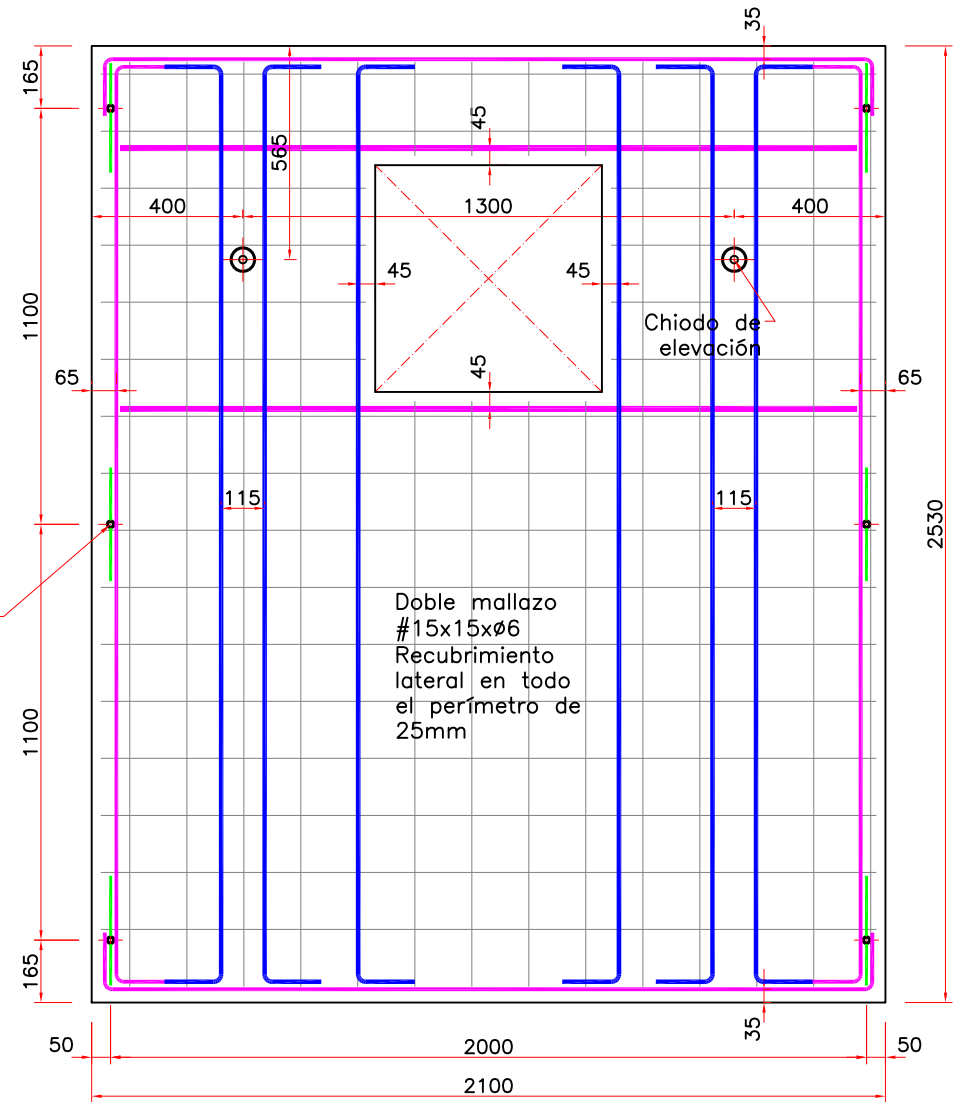 35
165
45
565
400
1300
400
45
45
1100
Chiodo de
elevación
45
65
65
115
115
2530
Doble mallazo
#15x15xø6
Recubrimiento
lateral en todo
el perímetro de
25mm
1100
165
35
50
2000
50
2100